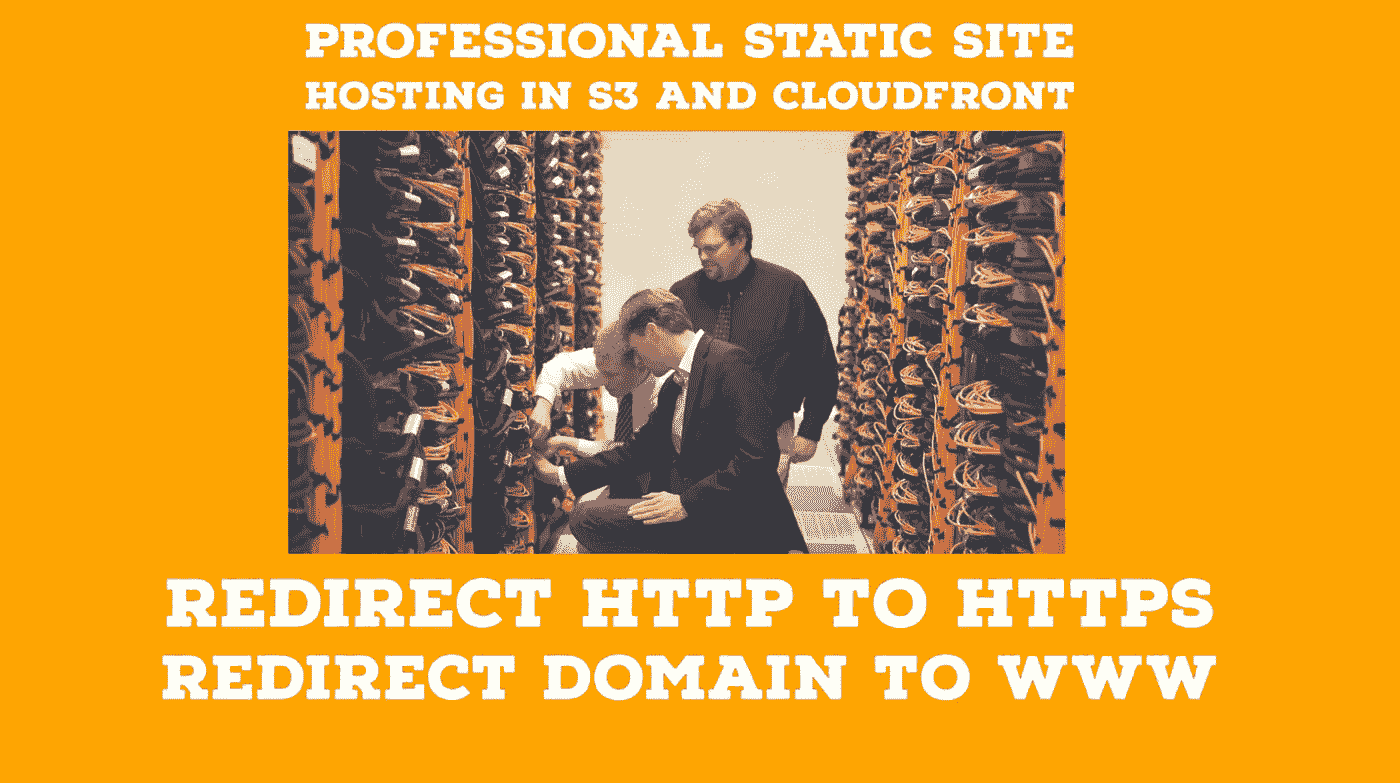 PROFESSIONAL STATIC SITE
HOSTING IN S3 AND CLOUDFRONT
REDIRECT HTTP TO HTTPS
REDIRECT DOMAIN TO WWW